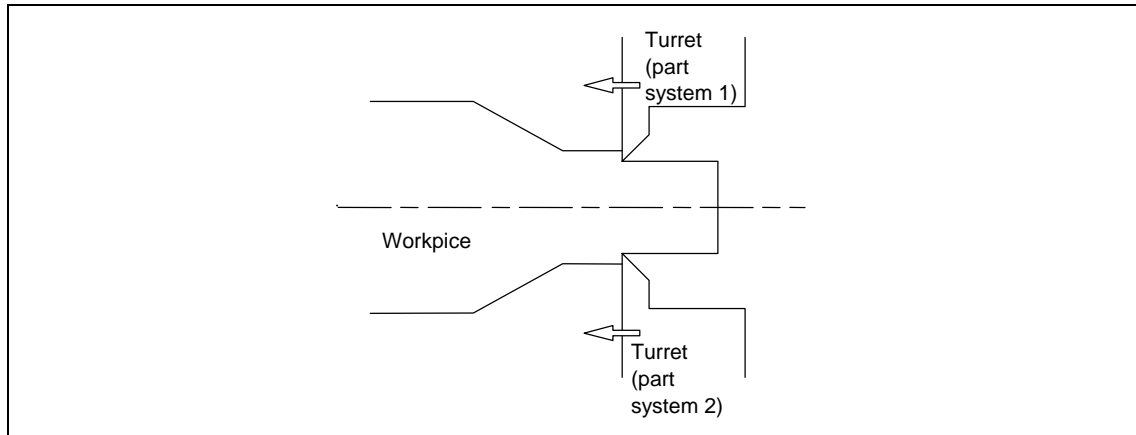 Turret
(part
system 1)
Workpice
Turret
(part
system 2)